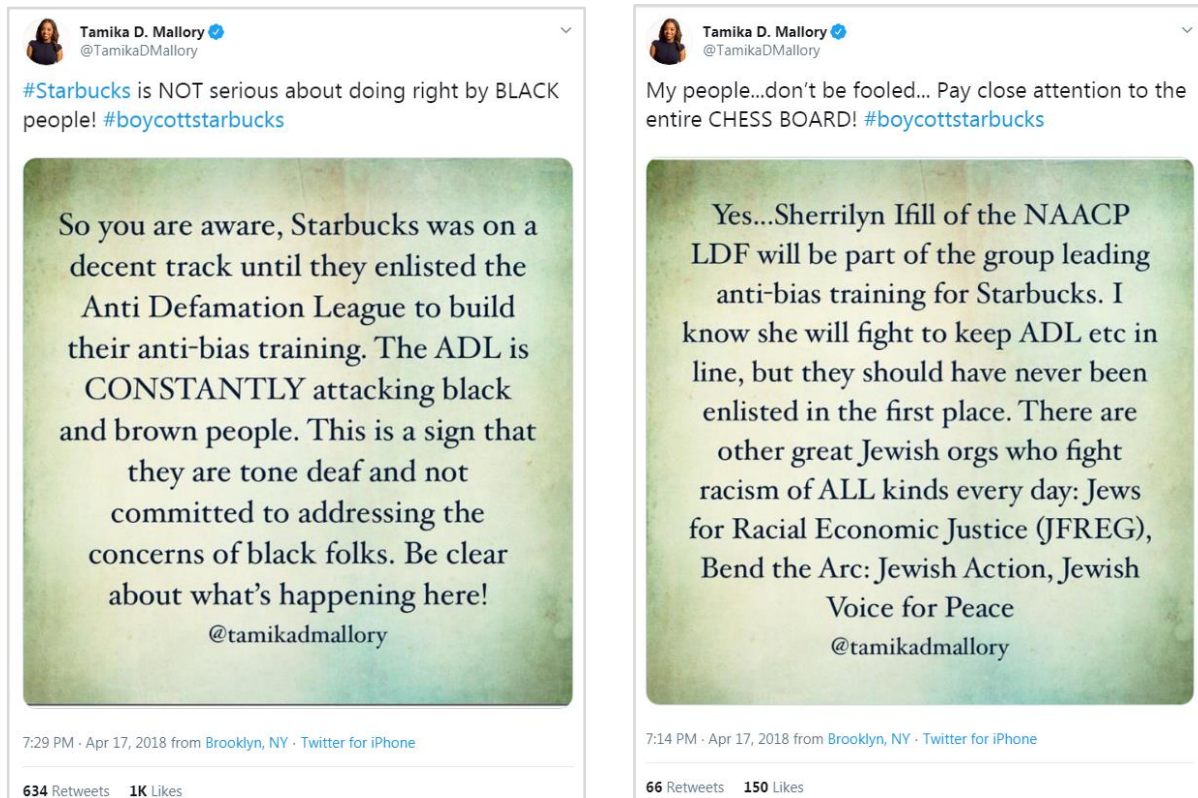 Tamika D. Mallory
@TamikaDMallory
#Starbucks is NOT serious about doing right by BLACK
people! #boycottstarbucks
So you are aware, Starbucks was on a
decent track until they enlisted the
Anti Defamation League to build
their anti-bias training. The ADL is
CONSTANTLY attacking black
and brown people. This is a sign that
they are tone deaf and not
committed to addressing the
concerns of black folks. Be clear
about what's happening here!
@tamikadmallory
7:29 PM · Apr 17, 2018 from Brooklyn, NY · Twitter for iPhone
634 Retweets 1K Likes
Tamika D. Mallory
@TamikaDMallory
My people...don't be fooled... Pay close attention to the
entire CHESS BOARD! #boycottstarbucks
Yes...Sherrilyn Ifill of the NAACP
LDF will be part of the group leading
anti-bias training for Starbucks. I
know she will fight to keep ADL etc in
line, but they should have never been
enlisted in the first place. There are
other great Jewish orgs who fight
racism of ALL kinds every day: Jews
for Racial Economic Justice (JFREG),
Bend the Arc: Jewish Action, Jewish
Voice for Peace
@tamikadmallory
7:14 PM · Apr 17, 2018 from Brooklyn, NY · Twitter for iPhone
66 Retweets 150 Likes